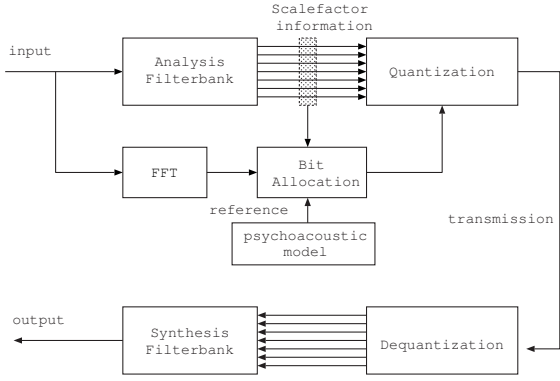 Scalefactor
information
input
Analysis
Filterbank
Quantization
FFT
Bit
Allocation
reference
psychoacoustic
model
transmission
output
Synthesis
Filterbank
Dequantization